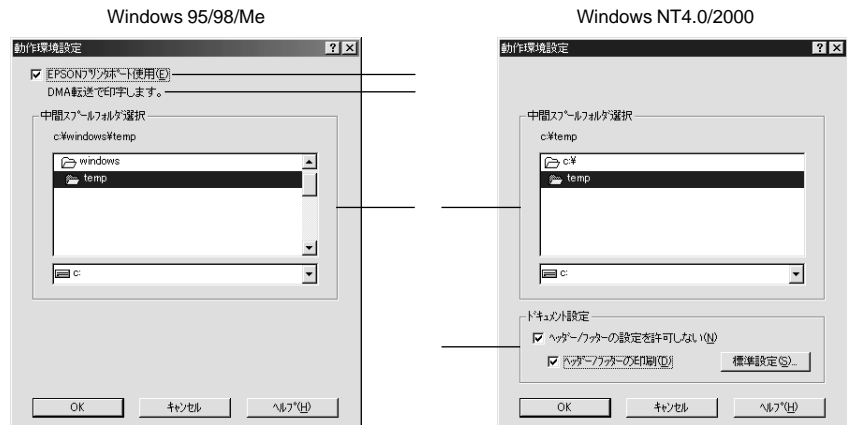 Windows 95/98/Me
動作環境設定
EPSONプリンタポート使用(E)
DMA転送で印字します。
中間スプールフォルダ選択
c:¥windows¥temp
windows
temp
c:
OK
キャンセル
ヘルプ(H)
Windows NT4.0/2000
動作環境設定
中間スプールフォルダ選択
c:¥temp
c:¥
temp
c:
ドキュメント設定
ヘッダー/フッターの設定を許可しない(N)
ヘッダー/フッターの印刷(D)
標準設定(S)...
OK
キャンセル
ヘルプ(H)